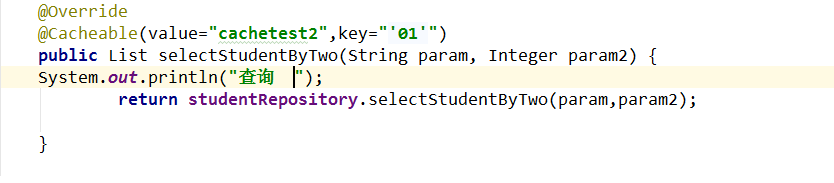 @Override
@Cacheable(value="cachetest2",key="'01'")
public List selectStudentByTwo(String param, Integer param2) {
System.out.println("查询  ");
return studentRepository.selectStudentByTwo(param,param2);
}